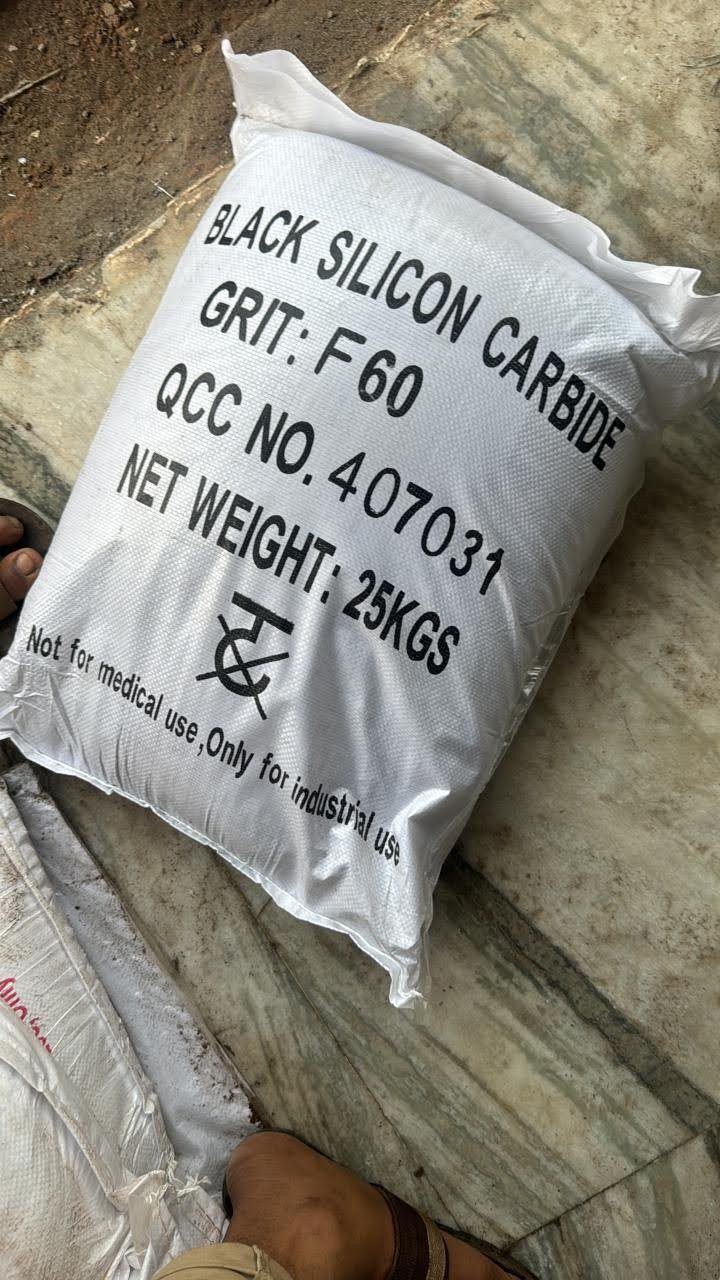 BLACK SILICON CARBIDE
GRIT: F 60
QCC NO. 407031
NET WEIGHT: 25KGS
Not for medical use,Only for industrial use